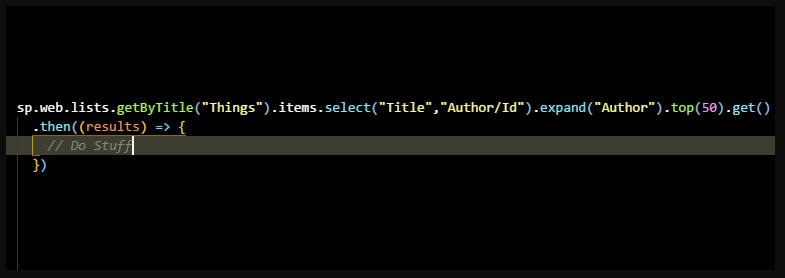 sp.web.lists.getByTitle("Things").items.select("Title","Author/Id").expand("Author").top(50).get()
.then((results) => {
// Do Stuff
})